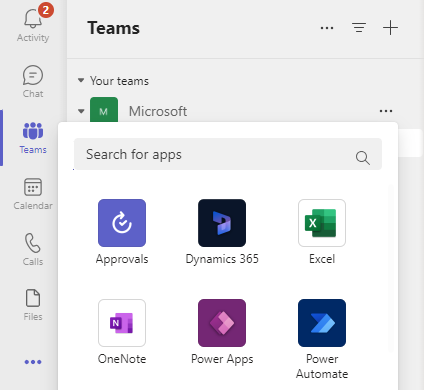 2
Activity
Chat
Teams
Calendar
Calls
Files
Teams
Your teams
M Microsoft
Search for apps
Approvals Dynamics 365 Excel
OneNote Power Apps Power
Automate